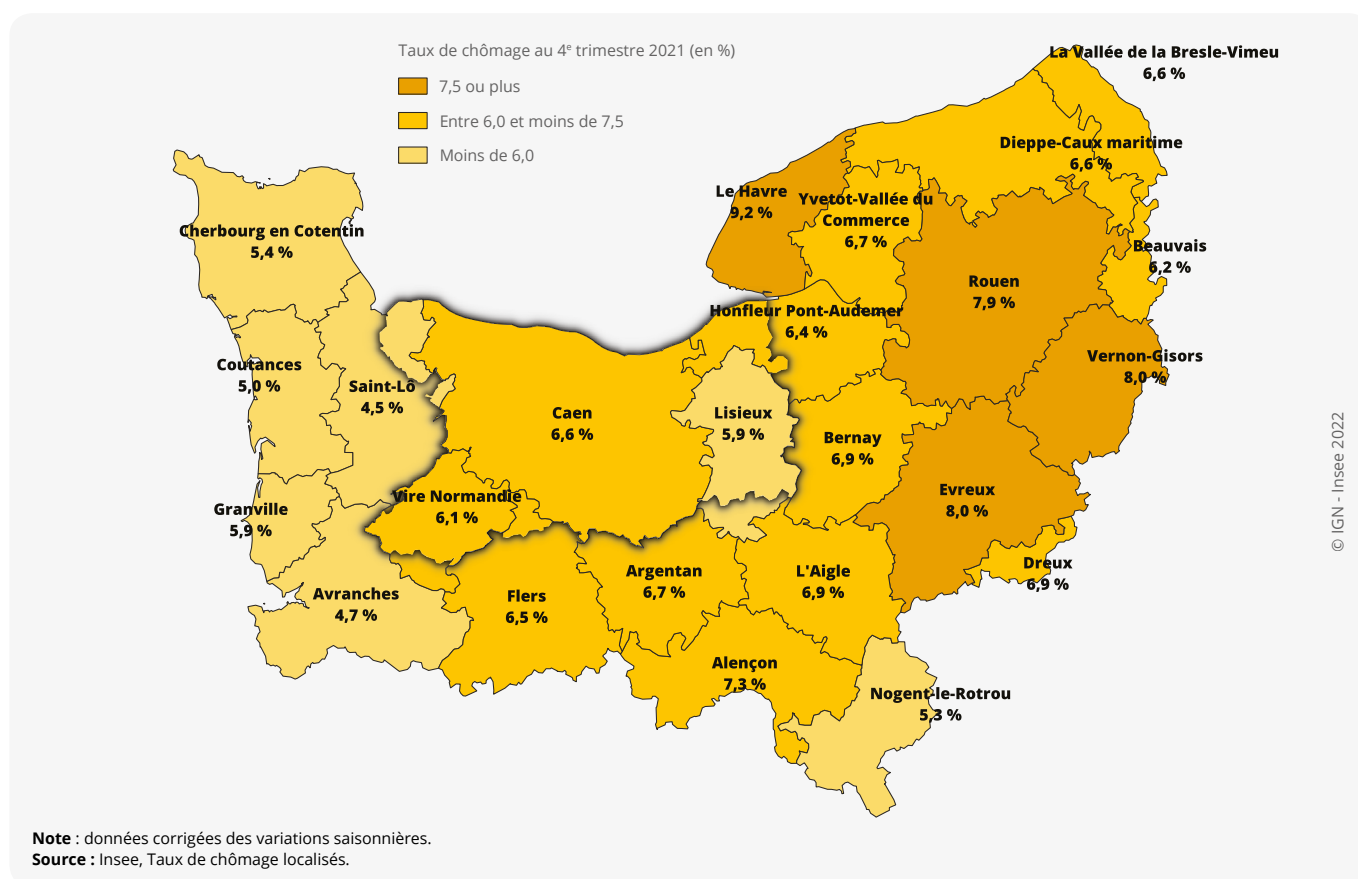 Taux de chômage au 4e trimestre 2021 (en %)
7,5 ou plus
Entre 6,0 et moins de 7,5
Moins de 6,0
La Vallée de la Bresle-Vimeu
6,6 %
Dieppe-Caux maritime
6,6 %
Le Havre
9,2 %
Yvetot-Vallée du
Commerce
6,7 %
Cherbourg en Cotentin
5,4 %
Beauvais
6,2 %
Rouen
7,9 %
Honfleur Pont-Audemer
6,4 %
Vernon-Gisors
8,0 %
Coutances
5,0 %
Saint-Lô
4,5 %
Caen
6,6 %
Lisieux
5,9 %
Bernay
6,9 %
Evreux
8,0 %
Vire Normandie
6,1 %
Granville
5,9 %
Dreux
6,9 %
Argentan
6,7 %
L'Aigle
6,9 %
Avranches
4,7 %
Flers
6,5 %
Alençon
7,3 %
Nogent-le-Rotrou
5,3 %
© IGN - Insee 2022
Note : données corrigées des variations saisonnières.
Source : Insee, Taux de chômage localisés.